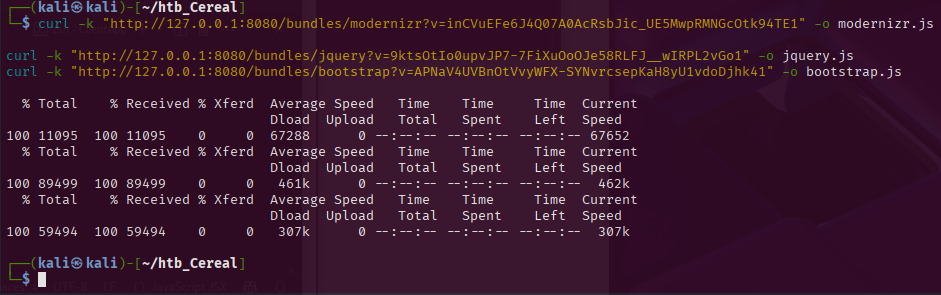 ┌──(kali㉿kali)-[~/htb_Cereal]
└─$ curl -k "http://127.0.0.1:8080/bundles/modernizr?v=inCVuEFe6J4Q07A0AcRsbJic_UE5MwpRMNGcOtk94TE1" -o modernizr.js
curl -k "http://127.0.0.1:8080/bundles/jquery?v=9ktsOtIo0upvJP7-7FiXuOoOJe58RLFJ__wIRPL2vGo1" -o jquery.js
curl -k "http://127.0.0.1:8080/bundles/bootstrap?v=APNaV4UVBnOtVvyWFX-SYNvrcsepKaH8yU1vdoDjhk41" -o bootstrap.js
% Total % Received % Xferd Average Speed Time Time Time Current
Dload Upload Total Spent Left Speed
100 11095 100 11095 0 0 67288 0 --:--:-- --:--:-- --:--:-- 67652
% Total % Received % Xferd Average Speed Time Time Time Current
Dload Upload Total Spent Left Speed
100 89499 100 89499 0 0 461k 0 --:--:-- --:--:-- --:--:-- 462k
% Total % Received % Xferd Average Speed Time Time Time Current
Dload Upload Total Spent Left Speed
100 59494 100 59494 0 0 307k 0 --:--:-- --:--:-- --:--:-- 307k
┌──(kali㉿kali)-[~/htb_Cereal]
└─$